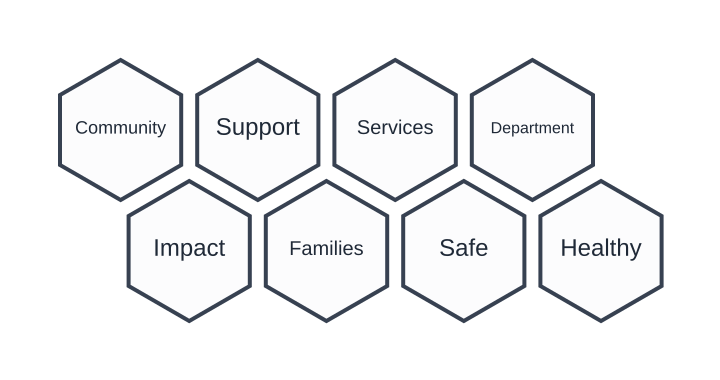 Community
Support
Services
Department
Impact
Families
Safe
Healthy